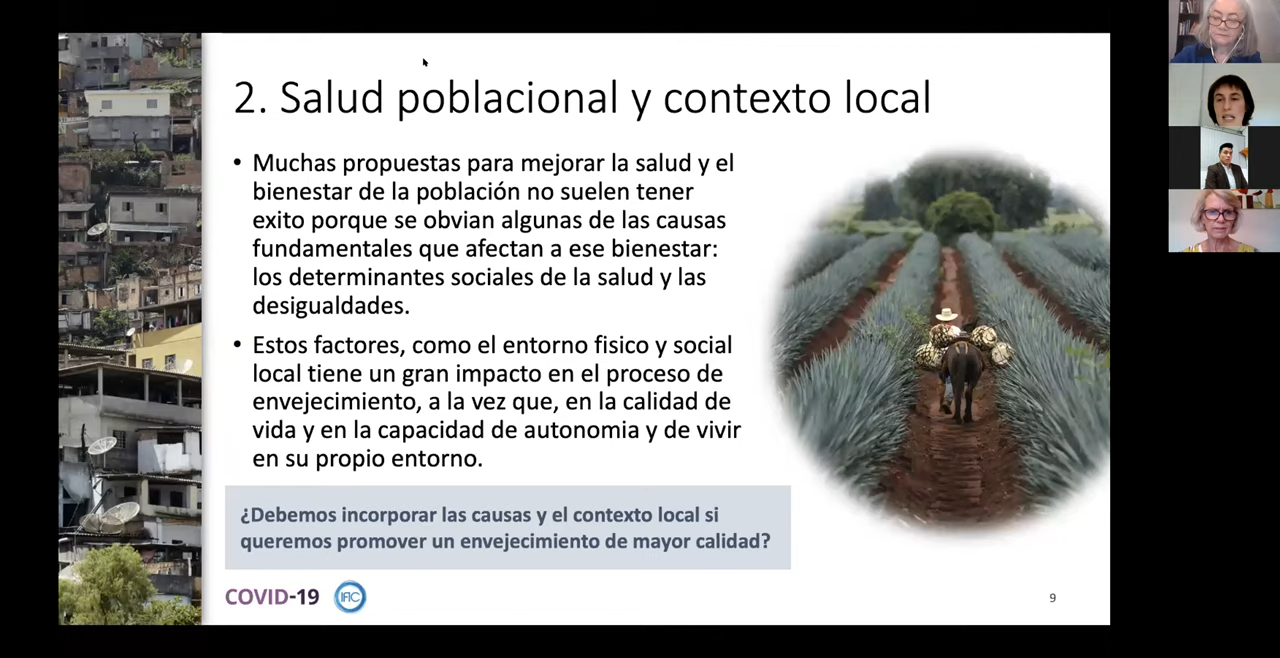 2. Salud poblacional y contexto local
• Muchas propuestas para mejorar la salud y el
bienestar de la población no suelen tener
exito porque se obvian algunas de las causas
fundamentales que afectan a ese bienestar:
los determinantes sociales de la salud y las
desigualdades.
• Estos factores, como el entorno fisico y social
local tiene un gran impacto en el proceso de
envejecimiento, a la vez que, en la calidad de
vida y en la capacidad de autonomia y de vivir
en su propio entorno.
¿Debemos incorporar las causas y el contexto local si
queremos promover un envejecimiento de mayor calidad?
COVID-19 IFIC
9